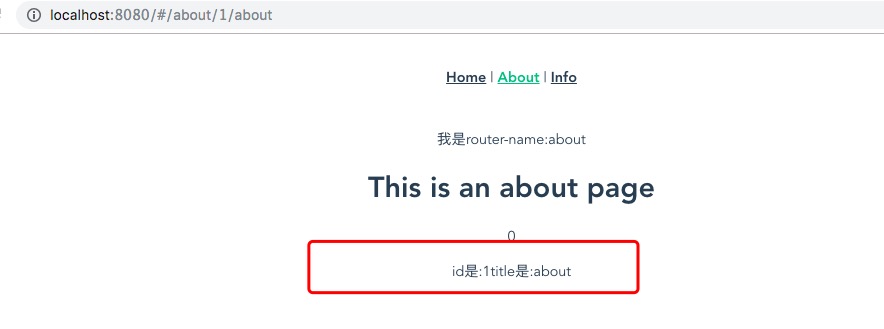 localhost:8080/#/about/1/about
Home | About | Info
我是router-name:about
This is an about page
0
id是:1title是:about